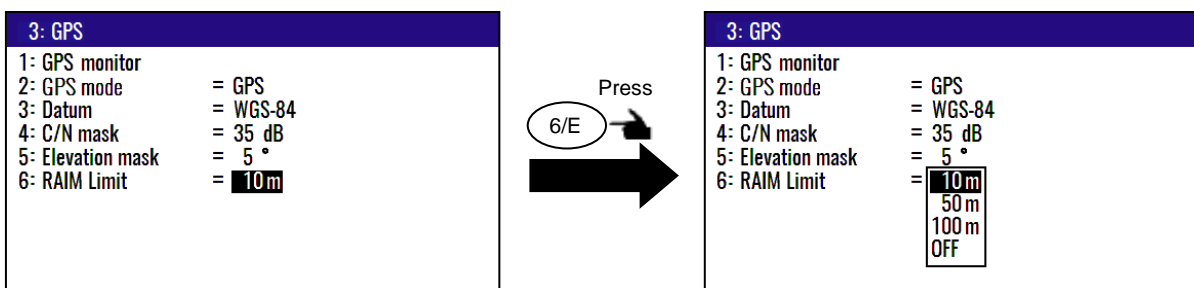 3: GPS
1: GPS monitor
2: GPS mode = GPS
3: Datum = WGS-84
4: C/N mask = 35 dB
5: Elevation mask = 5 °
6: RAIM Limit = 10 m
Press
6/E
3: GPS
1: GPS monitor
2: GPS mode = GPS
3: Datum = WGS-84
4: C/N mask = 35 dB
5: Elevation mask = 5 °
6: RAIM Limit = 10 m
50 m
100 m
OFF